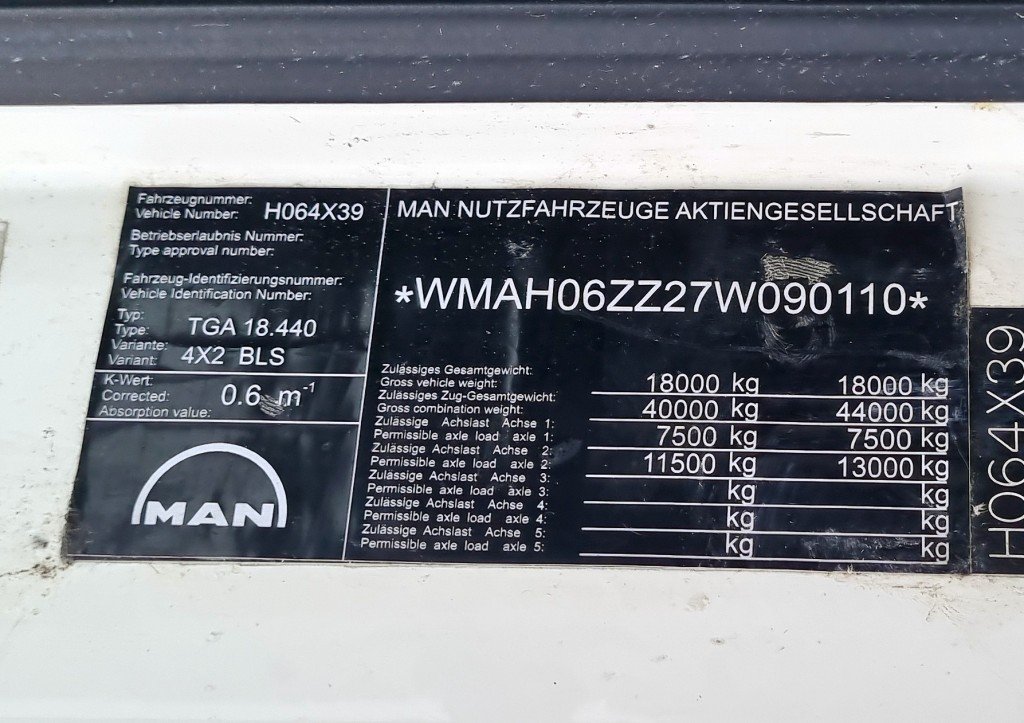 Fahrzeugnummer:
Vehicle Number: H064X39
Betriebserlaubnis Nummer:
Type approval number:
Fahrzeug-Identifizierungsnummer:
Vehicle Identification Number:
Typ:
Type: TGA 18.440
Variante:
Variant: 4X2 BLS
K-Wert:
Corrected: 0.6 m-1
Absorption value:
MAN
MAN NUTZFAHRZEUGE AKTIENGESELLSCHAFT
*WMAH06ZZ27W090110*
Zulässiges Gesamtgewicht:
Gross vehicle weight: 18000 kg 18000 kg
Zulässiges Zug-Gesamtgewicht:
Gross combination weight: 40000 kg 44000 kg
Zulässige Achslast Achse 1:
Permissible axle load axle 1: 7500 kg 7500 kg
Zulässige Achslast Achse 2:
Permissible axle load axle 2: 11500 kg 13000 kg
Zulässige Achslast Achse 3:
Permissible axle load axle 3: kg kg
Zulässige Achslast Achse 4:
Permissible axle load axle 4: kg kg
Zulässige Achslast Achse 5:
Permissible axle load axle 5: kg kg
H064X39